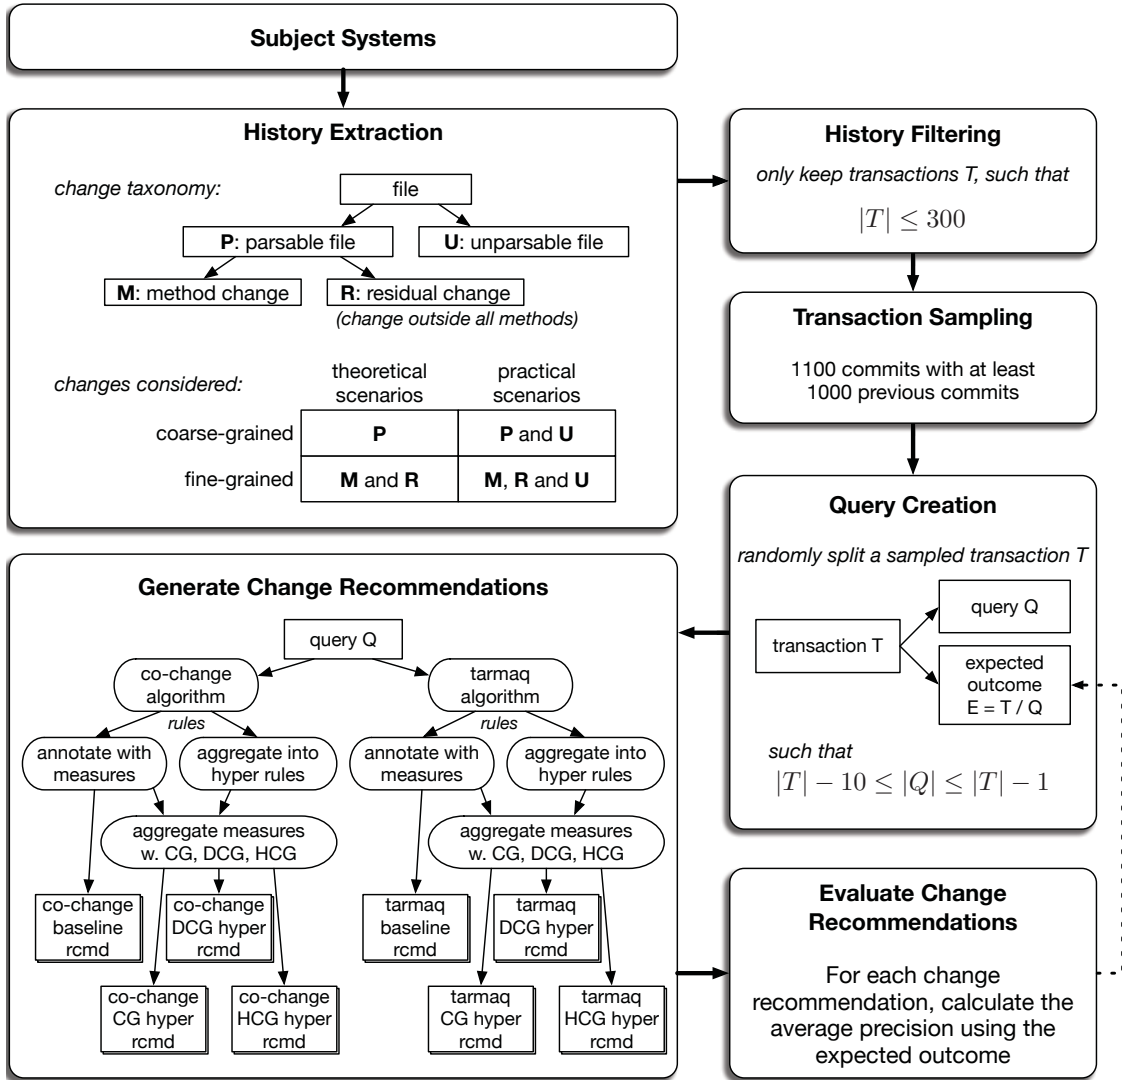 Subject Systems
History Extraction
change taxonomy:
file
P: parsable file
U: unparsable file
M: method change
R: residual change
(change outside all methods)
changes considered:
theoretical
scenarios
practical
scenarios
coarse-grained
P
P and U
fine-grained
M and R
M, R and U
History Filtering
only keep transactions T, such that
|T| ≤ 300
Transaction Sampling
1100 commits with at least
1000 previous commits
Query Creation
randomly split a sampled transaction T
transaction T
query Q
expected
outcome
E = T / Q
such that
|T| − 10 ≤ |Q| ≤ |T| − 1
Generate Change Recommendations
query Q
co-change
algorithm
rules
annotate with
measures
aggregate into
hyper rules
aggregate measures
w. CG, DCG, HCG
co-change
baseline
rcmd
co-change
DCG hyper
rcmd
co-change
CG hyper
rcmd
co-change
HCG hyper
rcmd
tarmaq
algorithm
rules
annotate with
measures
aggregate into
hyper rules
aggregate measures
w. CG, DCG, HCG
tarmaq
baseline
rcmd
tarmaq
DCG hyper
rcmd
tarmaq
CG hyper
rcmd
tarmaq
HCG hyper
rcmd
Evaluate Change
Recommendations
For each change
recommendation, calculate the
average precision using the
expected outcome